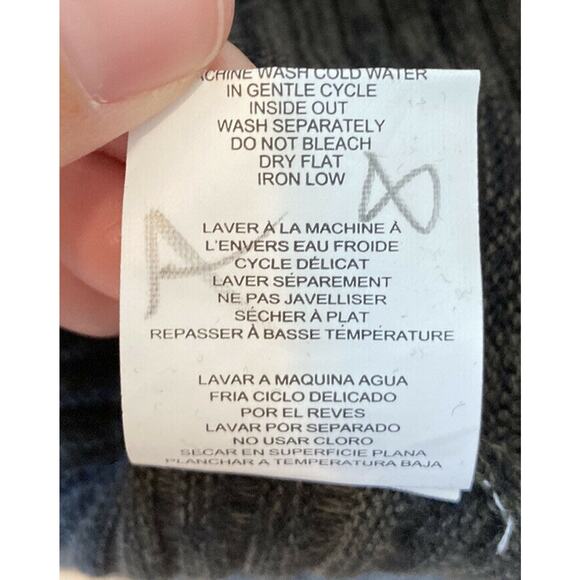 ACHINE WASH COLD WATER
IN GENTLE CYCLE
INSIDE OUT
WASH SEPARATELY
DO NOT BLEACH
DRY FLAT
IRON LOW
LAVER À LA MACHINE À
L'ENVERS EAU FROIDE
CYCLE DÉLICAT
LAVER SÉPAREMENT
NE PAS JAVELLISER
SÉCHER À PLAT
REPASSER À BASSE TEMPÉRATURE
LAVAR A MAQUINA AGUA
FRIA CICLO DELICADO
POR EL REVES
LAVAR POR SEPARADO
NO USAR CLORO
SECAR EN SUPERFICIE PLANA
PLANCHAR A TEMPERATURA BAJA